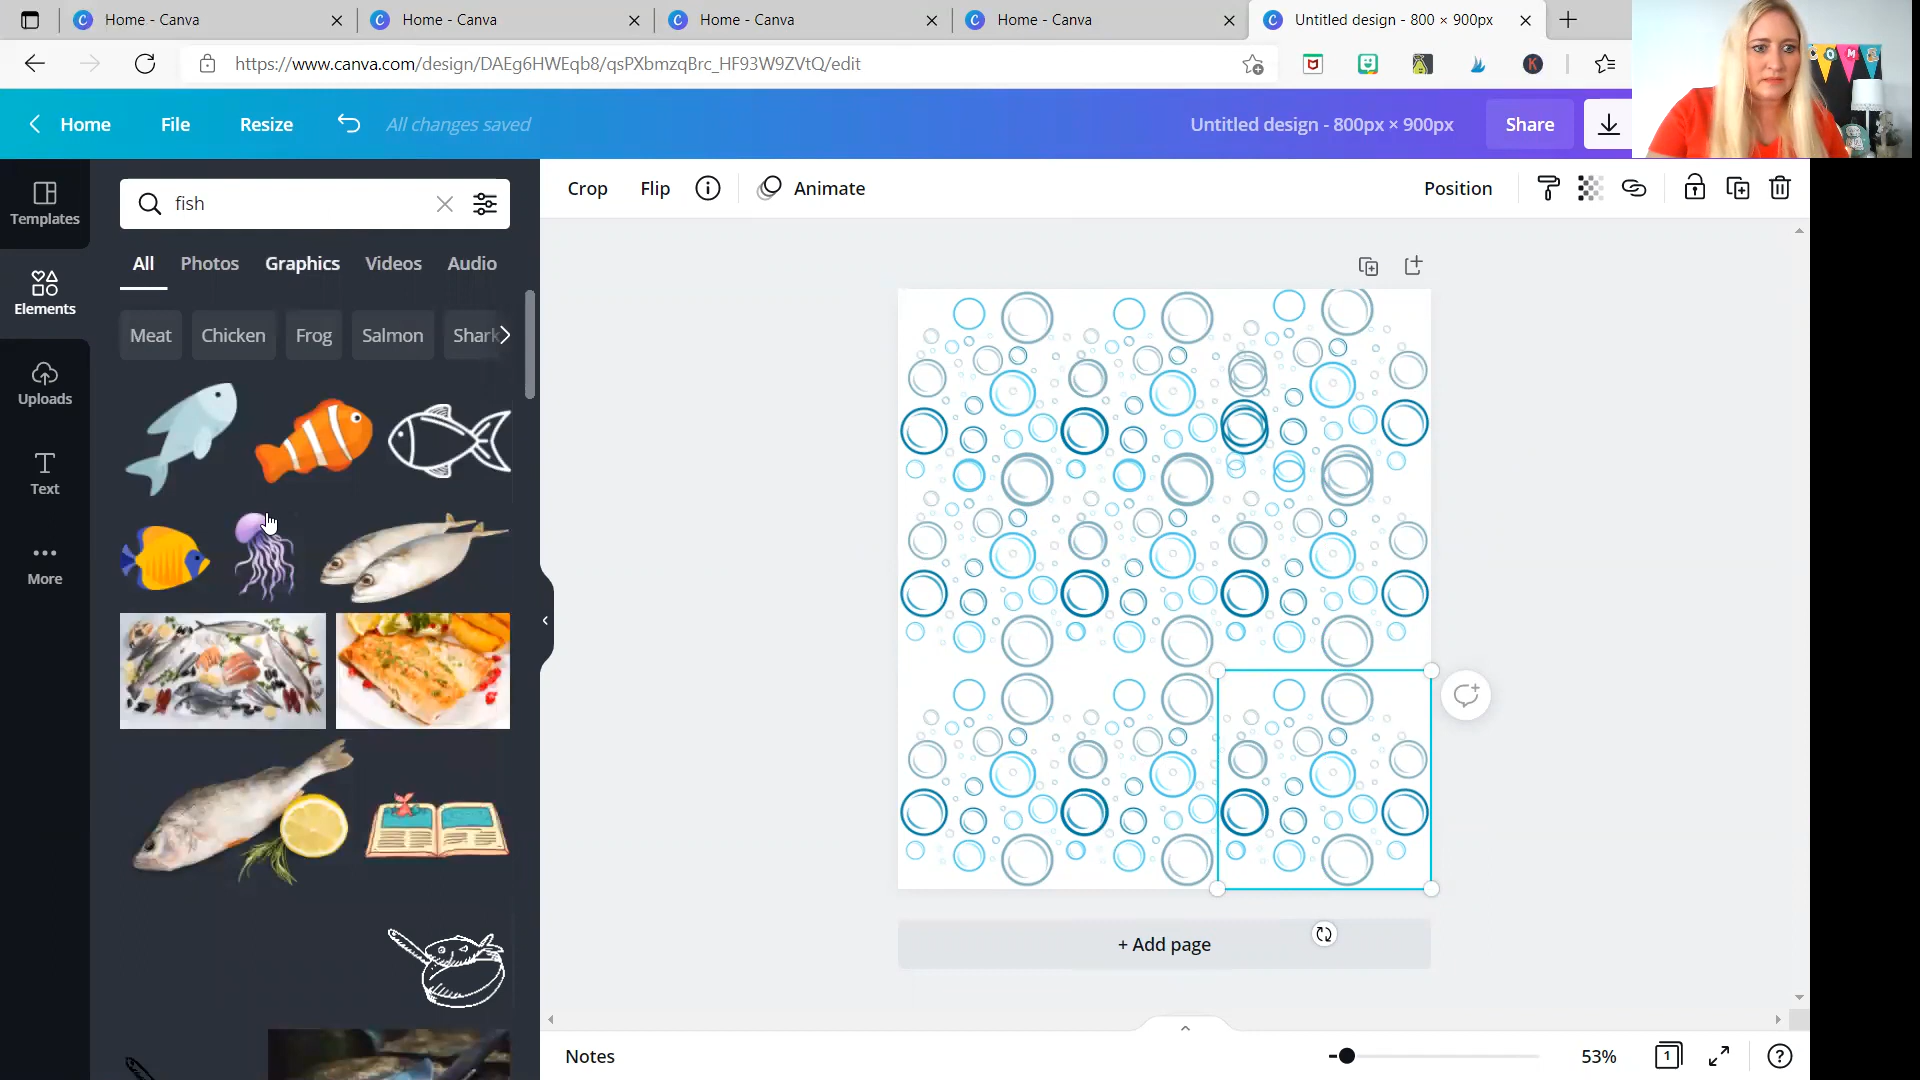 Home - Canva
Home - Canva
Home - Canva
Home - Canva
Untitled design - 800 × 900px
https://www.canva.com/design/DAEg6HWEqb8/qsPXbmzqBrc_HF93W9ZVtQ/edit
Home
File
Resize
All changes saved
Untitled design - 800px × 900px
Share
Templates
Elements
Uploads
Text
More
fish
All
Photos
Graphics
Videos
Audio
Meat
Chicken
Frog
Salmon
Shark
Crop
Flip
Animate
Position
+ Add page
Notes
53%
1